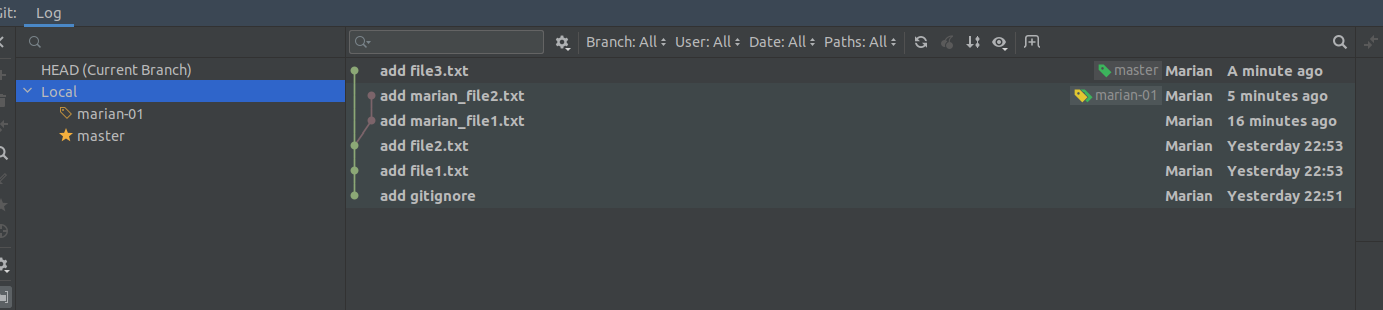 Git: Log
Branch: All User: All Date: All Paths: All
HEAD (Current Branch)
Local
marian-01
master
add file3.txt master Marian A minute ago
add marian_file2.txt marian-01 Marian 5 minutes ago
add marian_file1.txt Marian 16 minutes ago
add file2.txt Marian Yesterday 22:53
add file1.txt Marian Yesterday 22:53
add gitignore Marian Yesterday 22:51